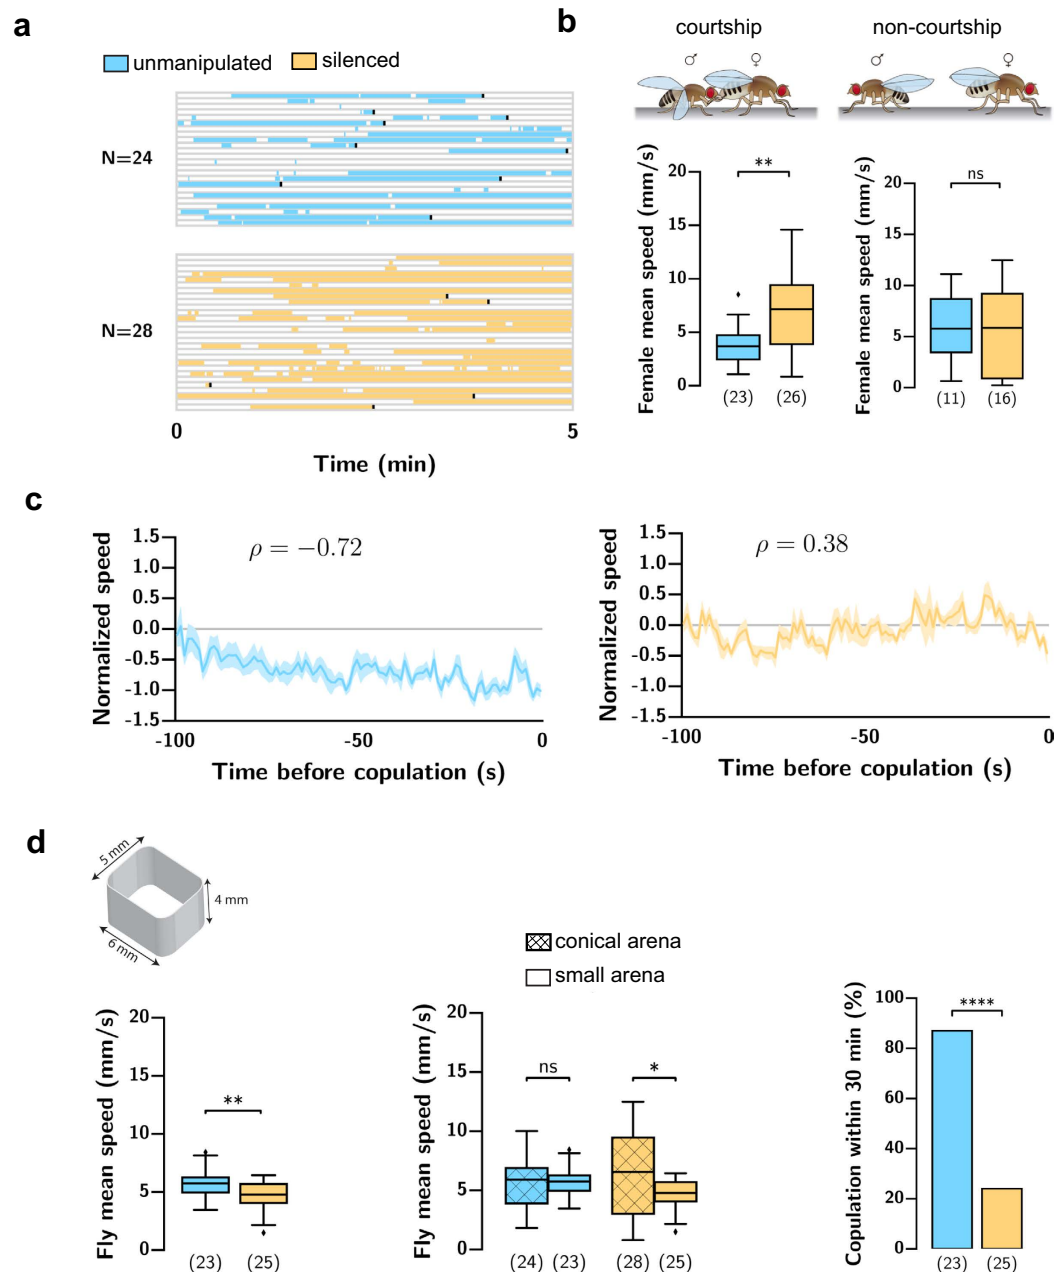 a
unmanipulated silenced
N=24
N=28
0 5
Time (min)
b
courtship non-courtship
♂ ♀ ♂ ♀
Female mean speed (mm/s)
20
15
10
5
0
**
(23) (26)
Female mean speed (mm/s)
20
15
10
5
0
ns
(11) (16)
c
Normalized speed
1.5
1.0
0.5
0.0
-0.5
-1.0
-1.5
ρ = −0.72
-100 -50 0
Time before copulation (s)
Normalized speed
1.5
1.0
0.5
0.0
-0.5
-1.0
-1.5
ρ = 0.38
-100 -50 0
Time before copulation (s)
d
5 mm
4 mm
6 mm
Fly mean speed (mm/s)
20
15
10
5
0
**
(23) (25)
conical arena
small arena
Fly mean speed (mm/s)
20
15
10
5
0
ns *
(24) (23) (28) (25)
Copulation within 30 min (%)
100
80
60
40
20
0
****
(23) (25)